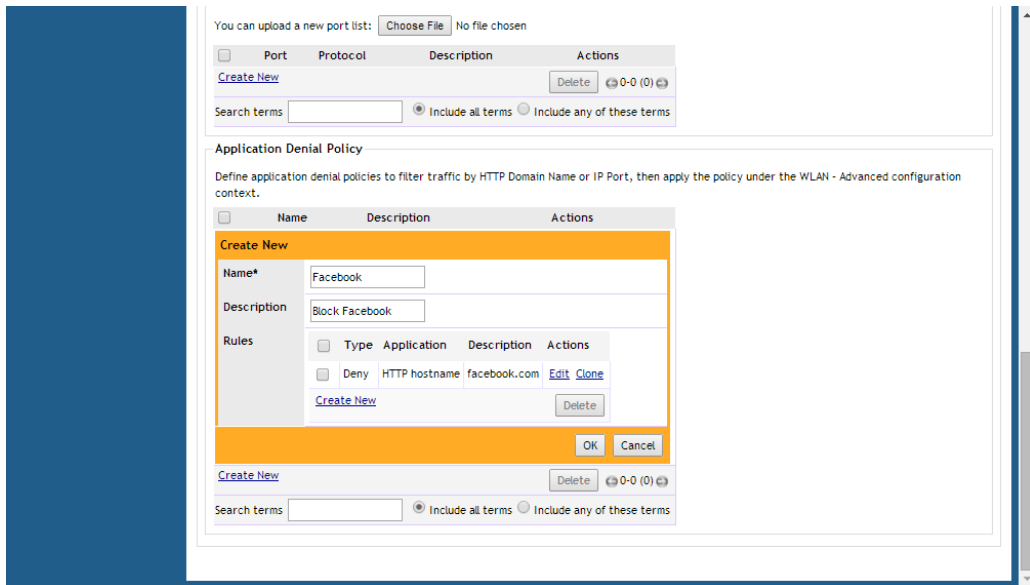 You can upload a new port list: Choose File No file chosen
Port Protocol Description Actions
Create New Delete 0-0 (0)
Search terms Include all terms Include any of these terms
Application Denial Policy
Define application denial policies to filter traffic by HTTP Domain Name or IP Port, then apply the policy under the WLAN - Advanced configuration
context.
Name Description Actions
Create New
Name* Facebook
Description Block Facebook
Rules Type Application Description Actions
Deny HTTP hostname facebook.com Edit Clone
Create New Delete
OK Cancel
Create New Delete 0-0 (0)
Search terms Include all terms Include any of these terms